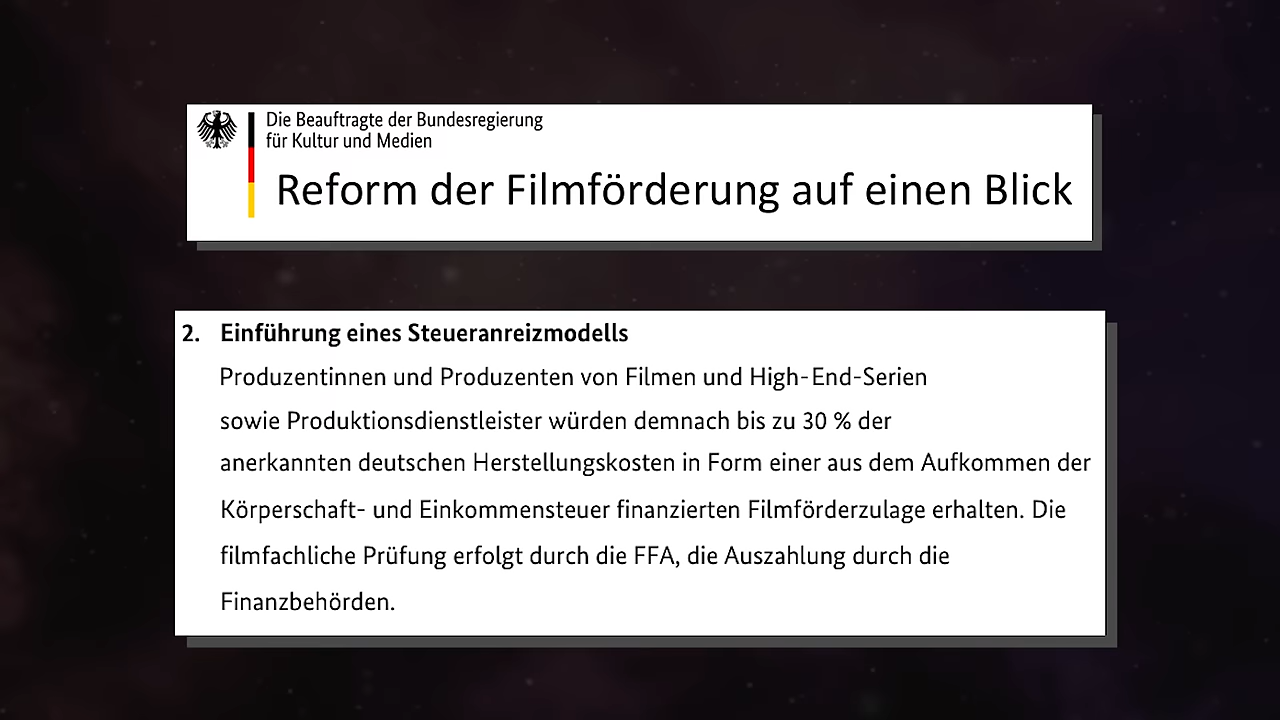 Die Beauftragte der Bundesregierung
für Kultur und Medien
Reform der Filmförderung auf einen Blick
2. Einführung eines Steueranreizmodells
Produzentinnen und Produzenten von Filmen und High-End-Serien
sowie Produktionsdienstleister würden demnach bis zu 30 % der
anerkannten deutschen Herstellungskosten in Form einer aus dem Aufkommen der
Körperschaft- und Einkommensteuer finanzierten Filmförderzulage erhalten. Die
filmfachliche Prüfung erfolgt durch die FFA, die Auszahlung durch die
Finanzbehörden.